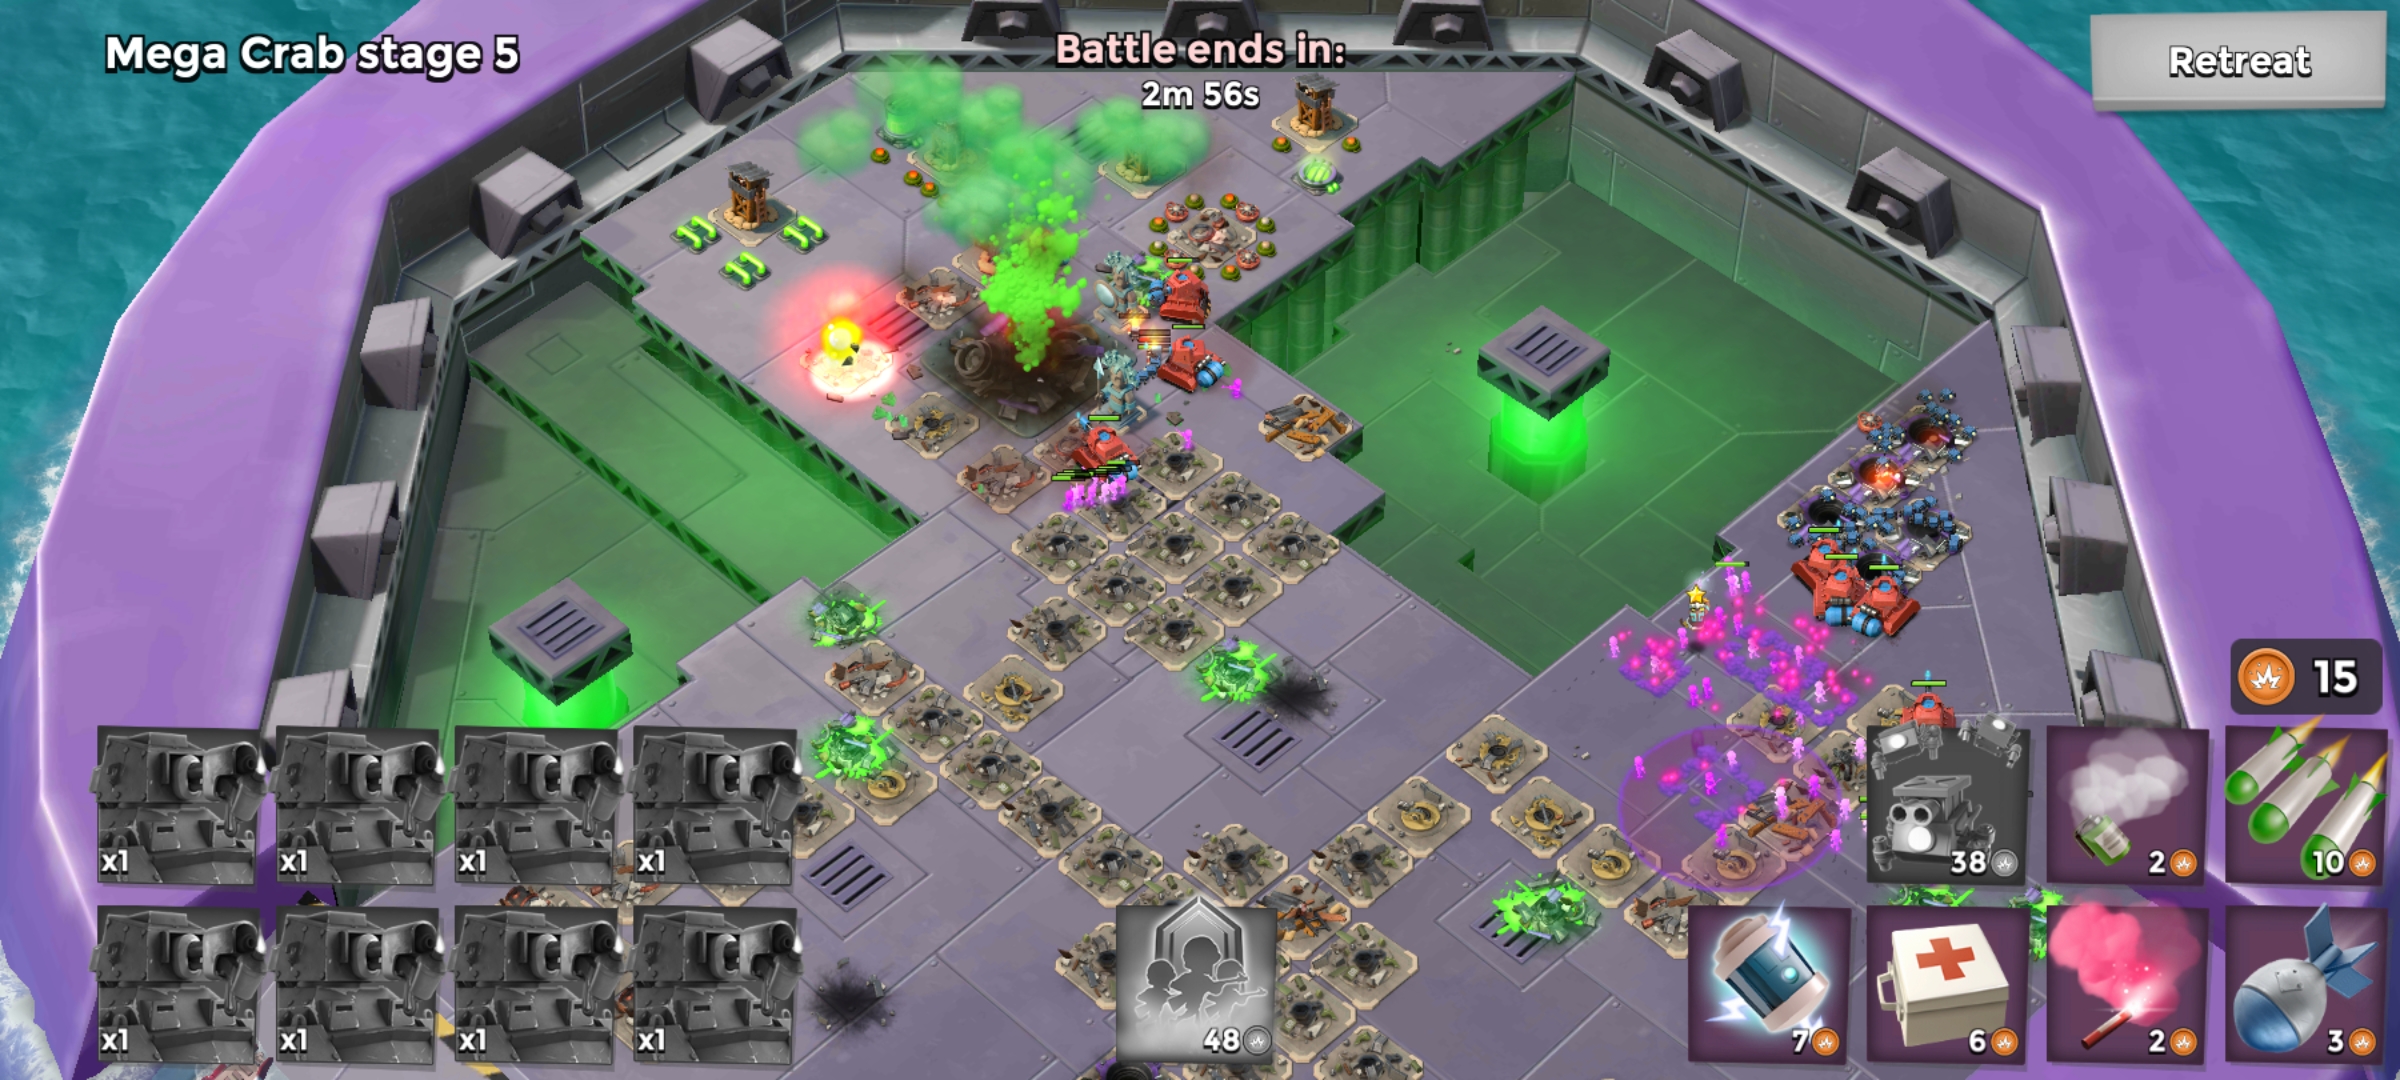 Mega Crab stage 5
Battle ends in:
2m 56s
Retreat
15
x1
x1
x1
x1
38
2
10
x1
x1
x1
x1
48
7
6
2
3